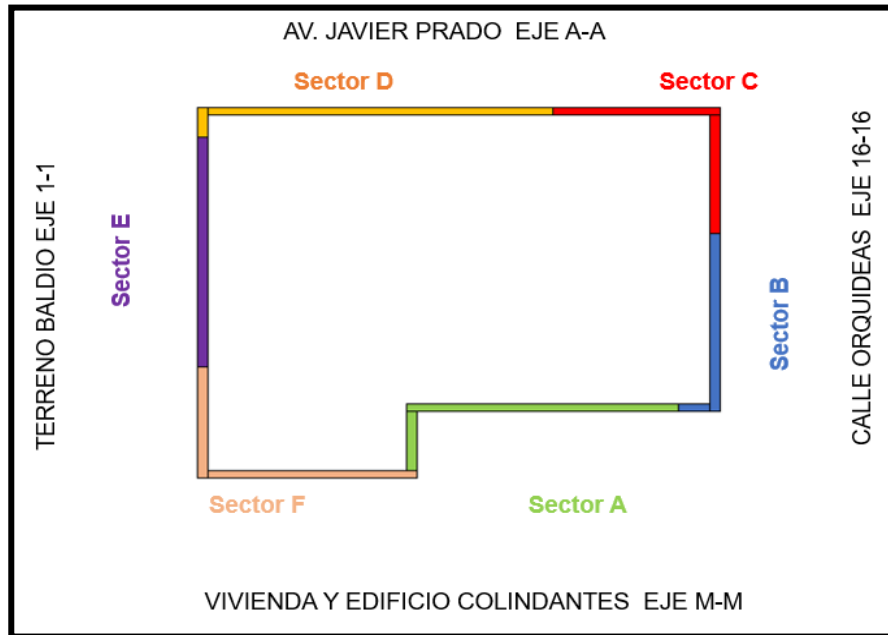 AV. JAVIER PRADO  EJE A-A
Sector D
Sector C
TERRENO BALDIO EJE 1-1
Sector E
Sector B
CALLE ORQUIDEAS  EJE 16-16
Sector F
Sector A
VIVIENDA Y EDIFICIO COLINDANTES  EJE M-M